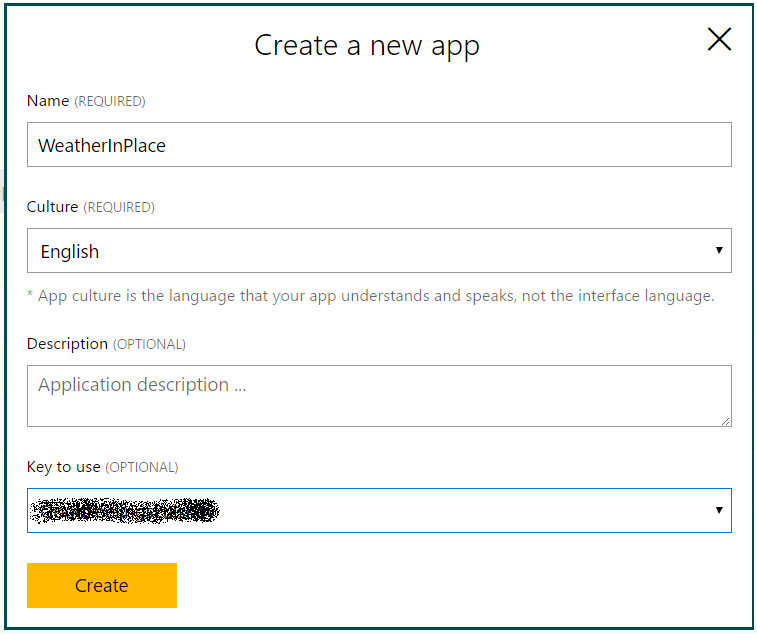 Create a new app
Name (REQUIRED)
WeatherInPlace
Culture (REQUIRED)
English
* App culture is the language that your app understands and speaks, not the interface language.
Description (OPTIONAL)
Application description ...
Key to use (OPTIONAL)
Create